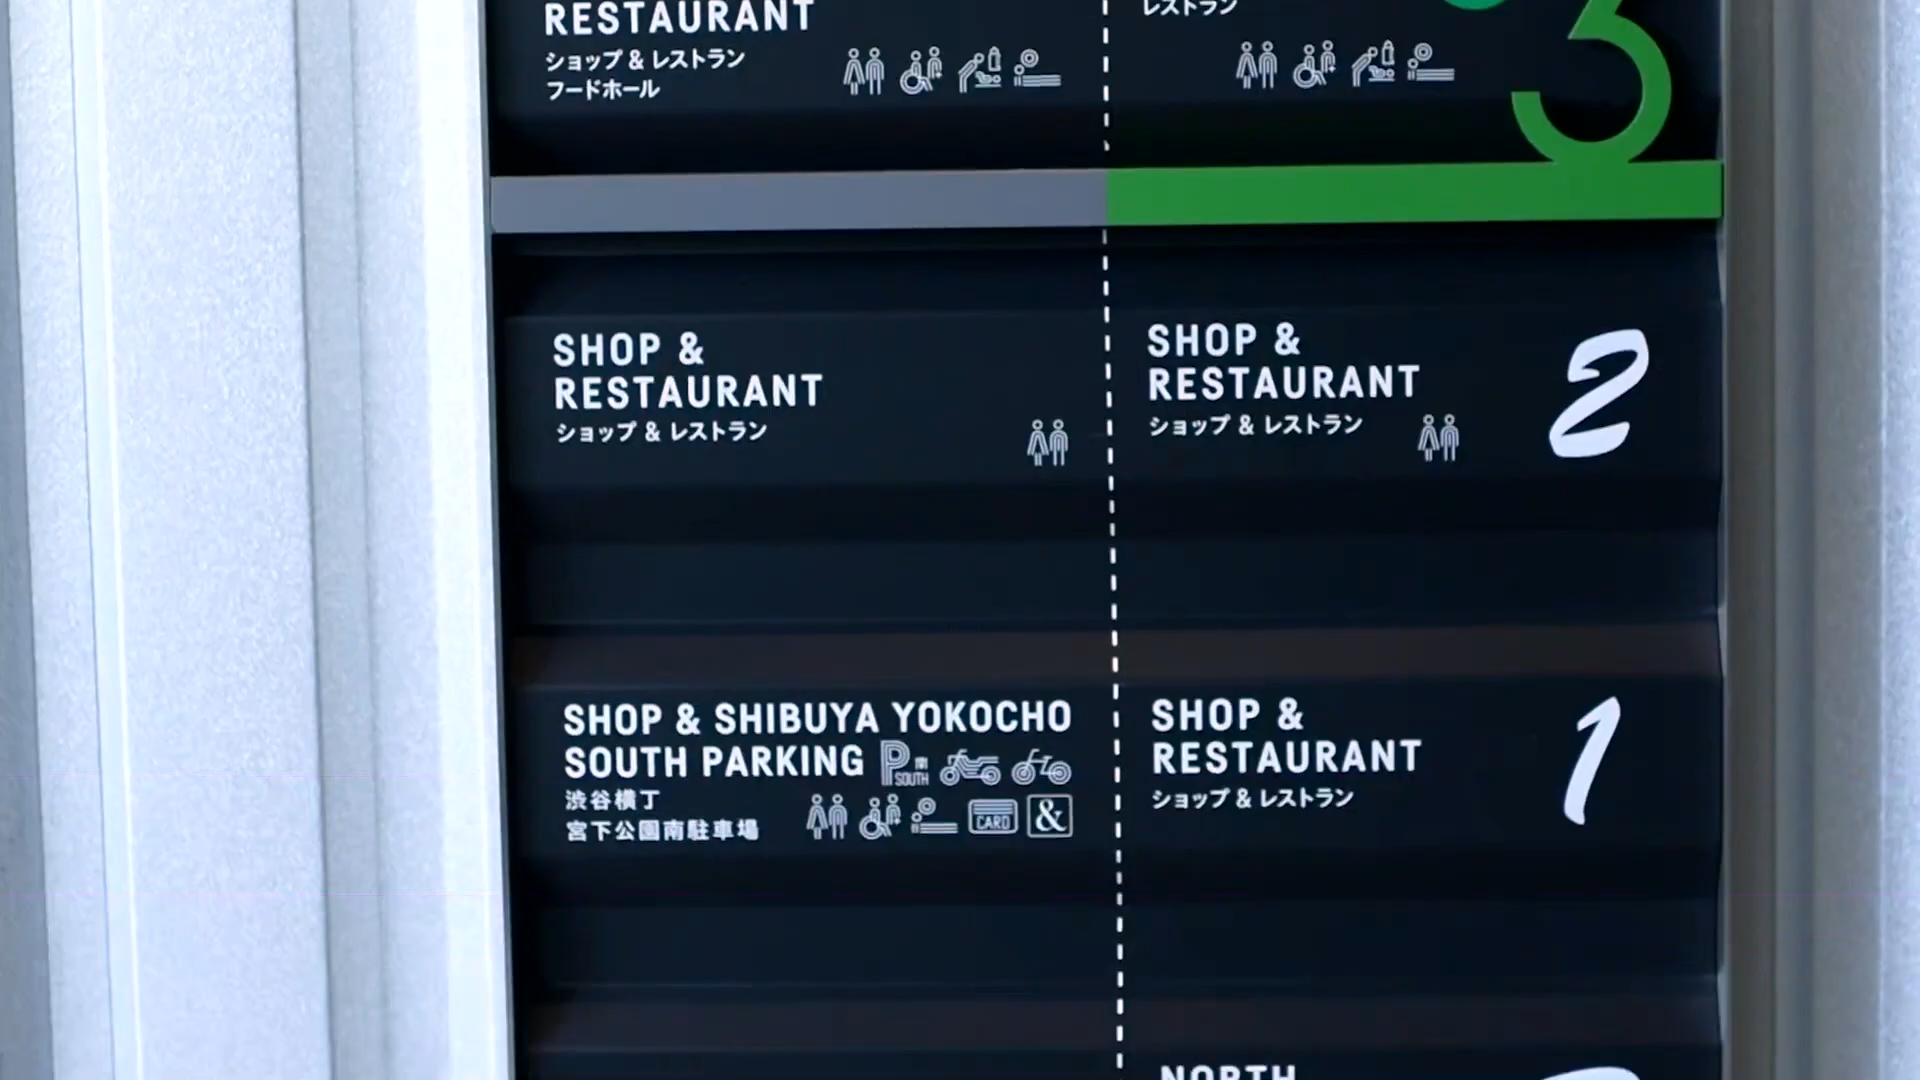 RESTAURANT
ショップ & レストラン
フードホール
レストラン
3
SHOP &
RESTAURANT
ショップ & レストラン
SHOP &
RESTAURANT
ショップ & レストラン
2
SHOP & SHIBUYA YOKOCHO
SOUTH PARKING
P南
SOUTH
渋谷横丁
宮下公園南駐車場
CARD
&
SHOP &
RESTAURANT
ショップ & レストラン
1
NORTH